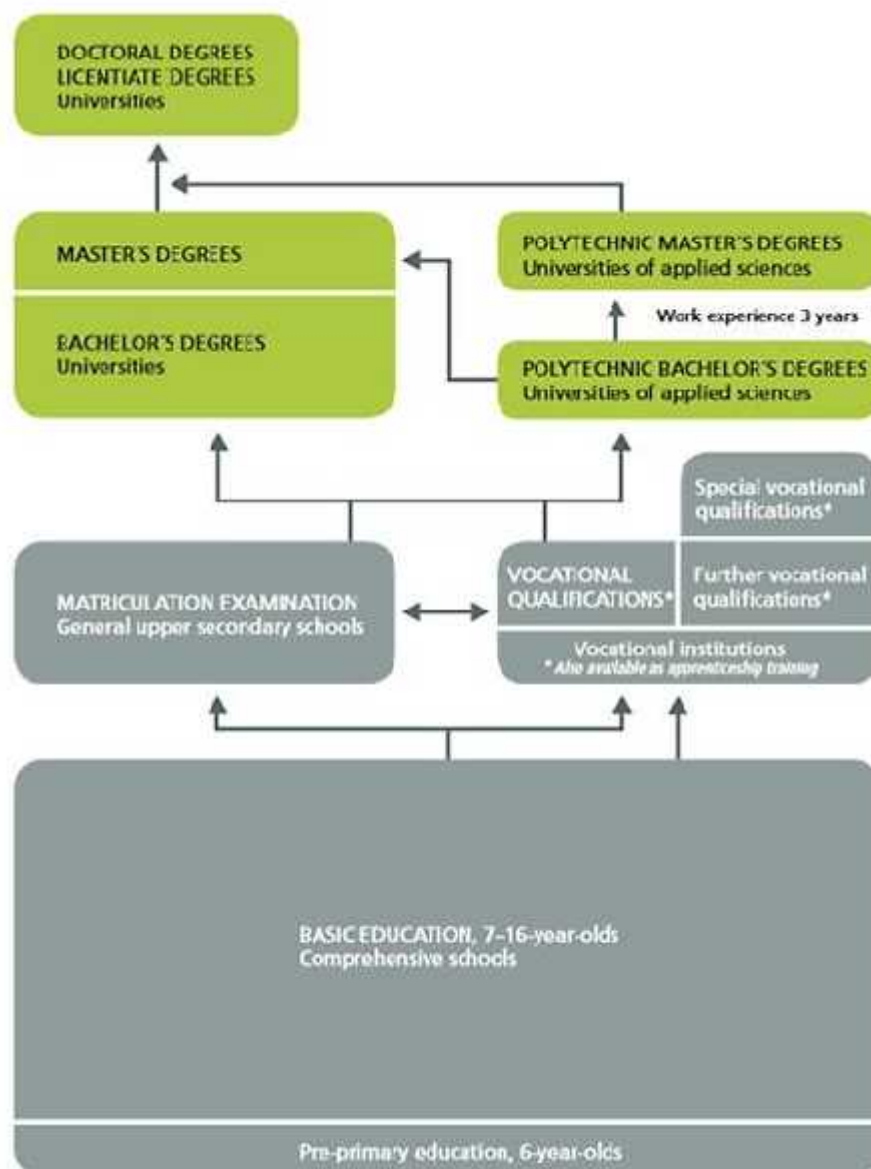 DOCTORAL DEGREES
LICENTIATE DEGREES
Universities
MASTER'S DEGREES
POLYTECHNIC MASTER'S DEGREES
Universities of applied sciences
Work experience 3 years
BACHELOR'S DEGREES
Universities
POLYTECHNIC BACHELOR'S DEGREES
Universities of applied sciences
Special vocational
qualifications*
MATRICULATION EXAMINATION
General upper secondary schools
VOCATIONAL
QUALIFICATIONS*
Further vocational
qualifications*
Vocational institutions
* Also available as apprenticeship training
BASIC EDUCATION, 7-16-year-olds
Comprehensive schools
Pre-primary education, 6-year-olds